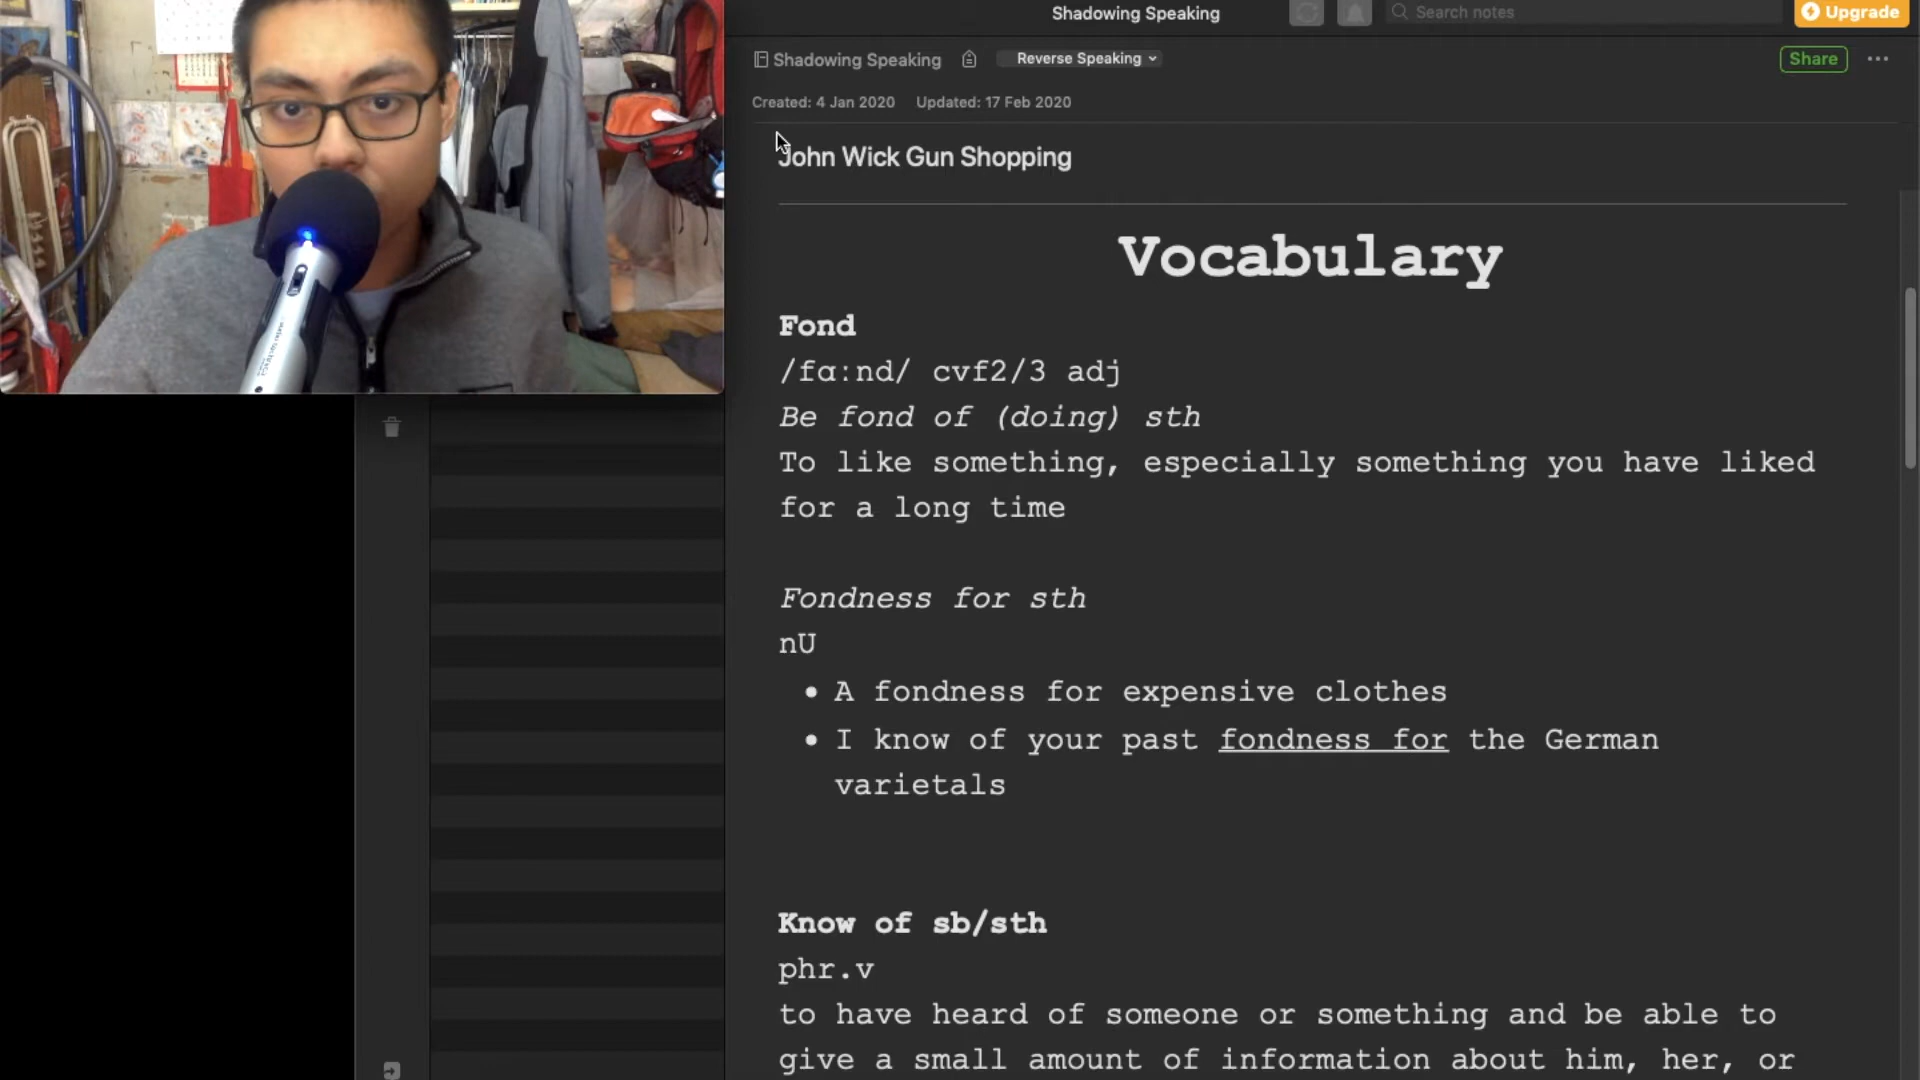 Shadowing Speaking
Search notes
Upgrade
Shadowing Speaking
Reverse Speaking
Share
Created: 4 Jan 2020
Updated: 17 Feb 2020
John Wick Gun Shopping
Vocabulary
Fond
/fɑːnd/ cvf2/3 adj
Be fond of (doing) sth
To like something, especially something you have liked
for a long time
Fondness for sth
nU
• A fondness for expensive clothes
• I know of your past fondness for the German
varietals
Know of sb/sth
phr.v
to have heard of someone or something and be able to
give a small amount of information about him, her, or